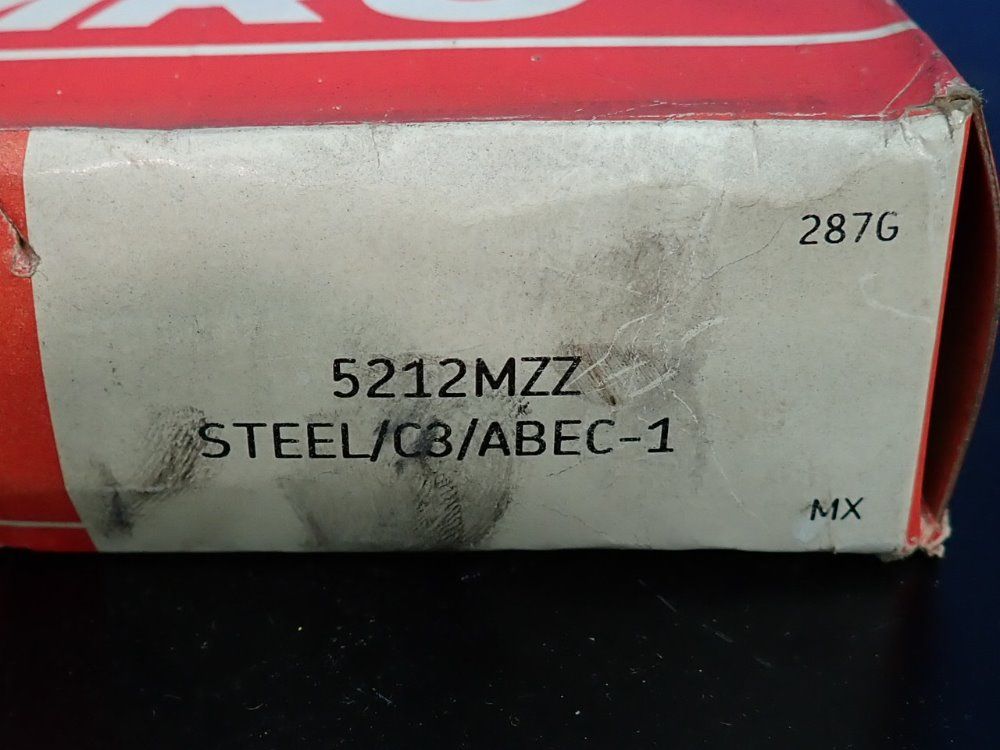 287G
5212MZZ
STEEL/C3/ABEC-1
MX